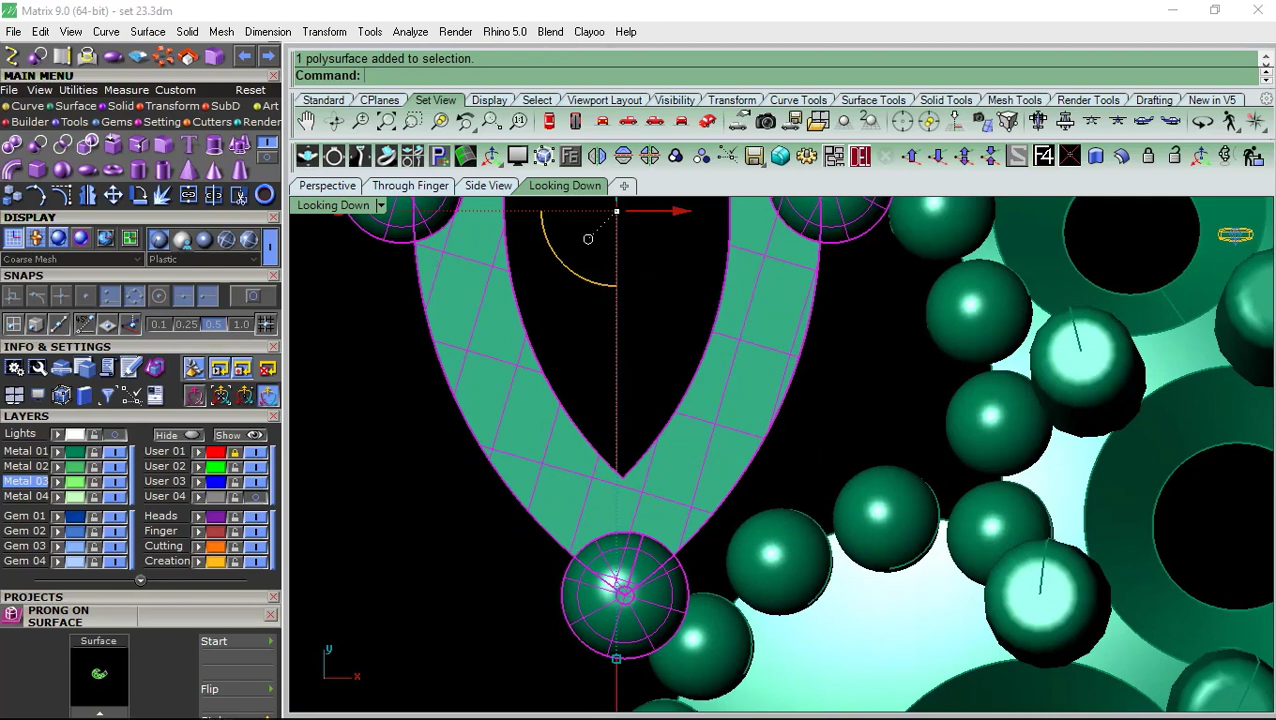 Matrix 9.0 (64-bit) - set 23.3dm
File Edit View Curve Surface Solid Mesh Dimension Transform Tools Analyze Render Rhino 5.0 Blend Clayoo Help
1 polysurface added to selection.
Command:
MAIN MENU
File View Utilities Measure Custom Reset
Curve Surface Solid Transform SubD Art
Builder Tools Gems Setting Cutters Render
Standard CPlanes Set View Display Select Viewport Layout Visibility Transform Curve Tools Surface Tools Solid Tools Mesh Tools Render Tools Drafting New in V5
Perspective Through Finger Side View Looking Down
Looking Down
DISPLAY
Coarse Mesh Plastic
SNAPS
0.1 0.25 0.5 1.0
INFO & SETTINGS
LAYERS
Lights Hide Show
Metal 01 User 01
Metal 02 User 02
Metal 03 User 03
Metal 04 User 04
Gem 01 Heads
Gem 02 Finger
Gem 03 Cutting
Gem 04 Creation
PROJECTS
PRONG ON SURFACE
Surface Start
Flip
y
x